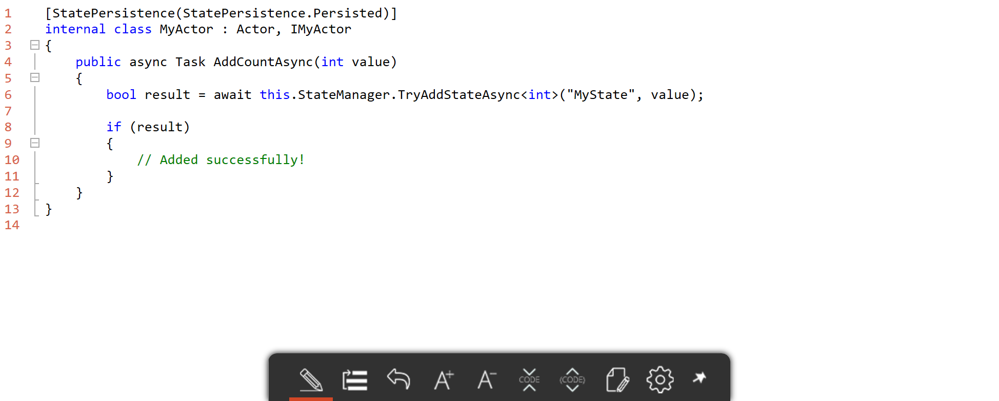 1 [StatePersistence(StatePersistence.Persisted)]
2 internal class MyActor : Actor, IMyActor
3 {
4 public async Task AddCountAsync(int value)
5 {
6 bool result = await this.StateManager.TryAddStateAsync<int>("MyState", value);
7
8 if (result)
9 {
10 // Added successfully!
11 }
12 }
13 }
14
A+ A- CODE {CODE}